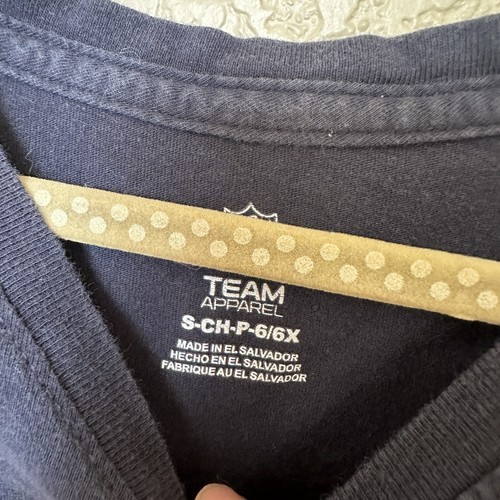 TEAM
APPAREL
S-CH-P-6/6X
MADE IN EL SALVADOR
HECHO EN EL SALVADOR
FABRIQUE AU EL SALVADOR